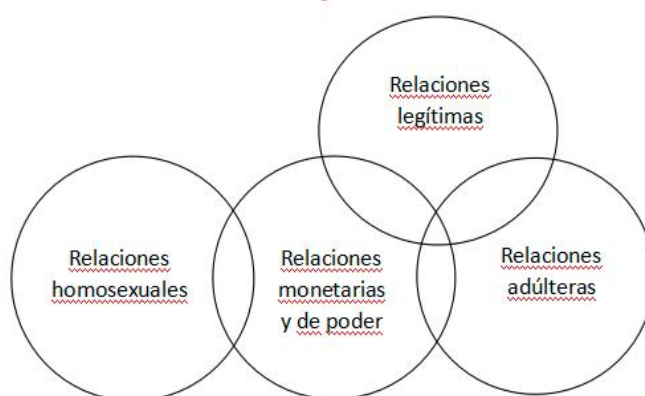 Relaciones
legítimas
Relaciones
homosexuales
Relaciones
monetarias
y de poder
Relaciones
adúlteras